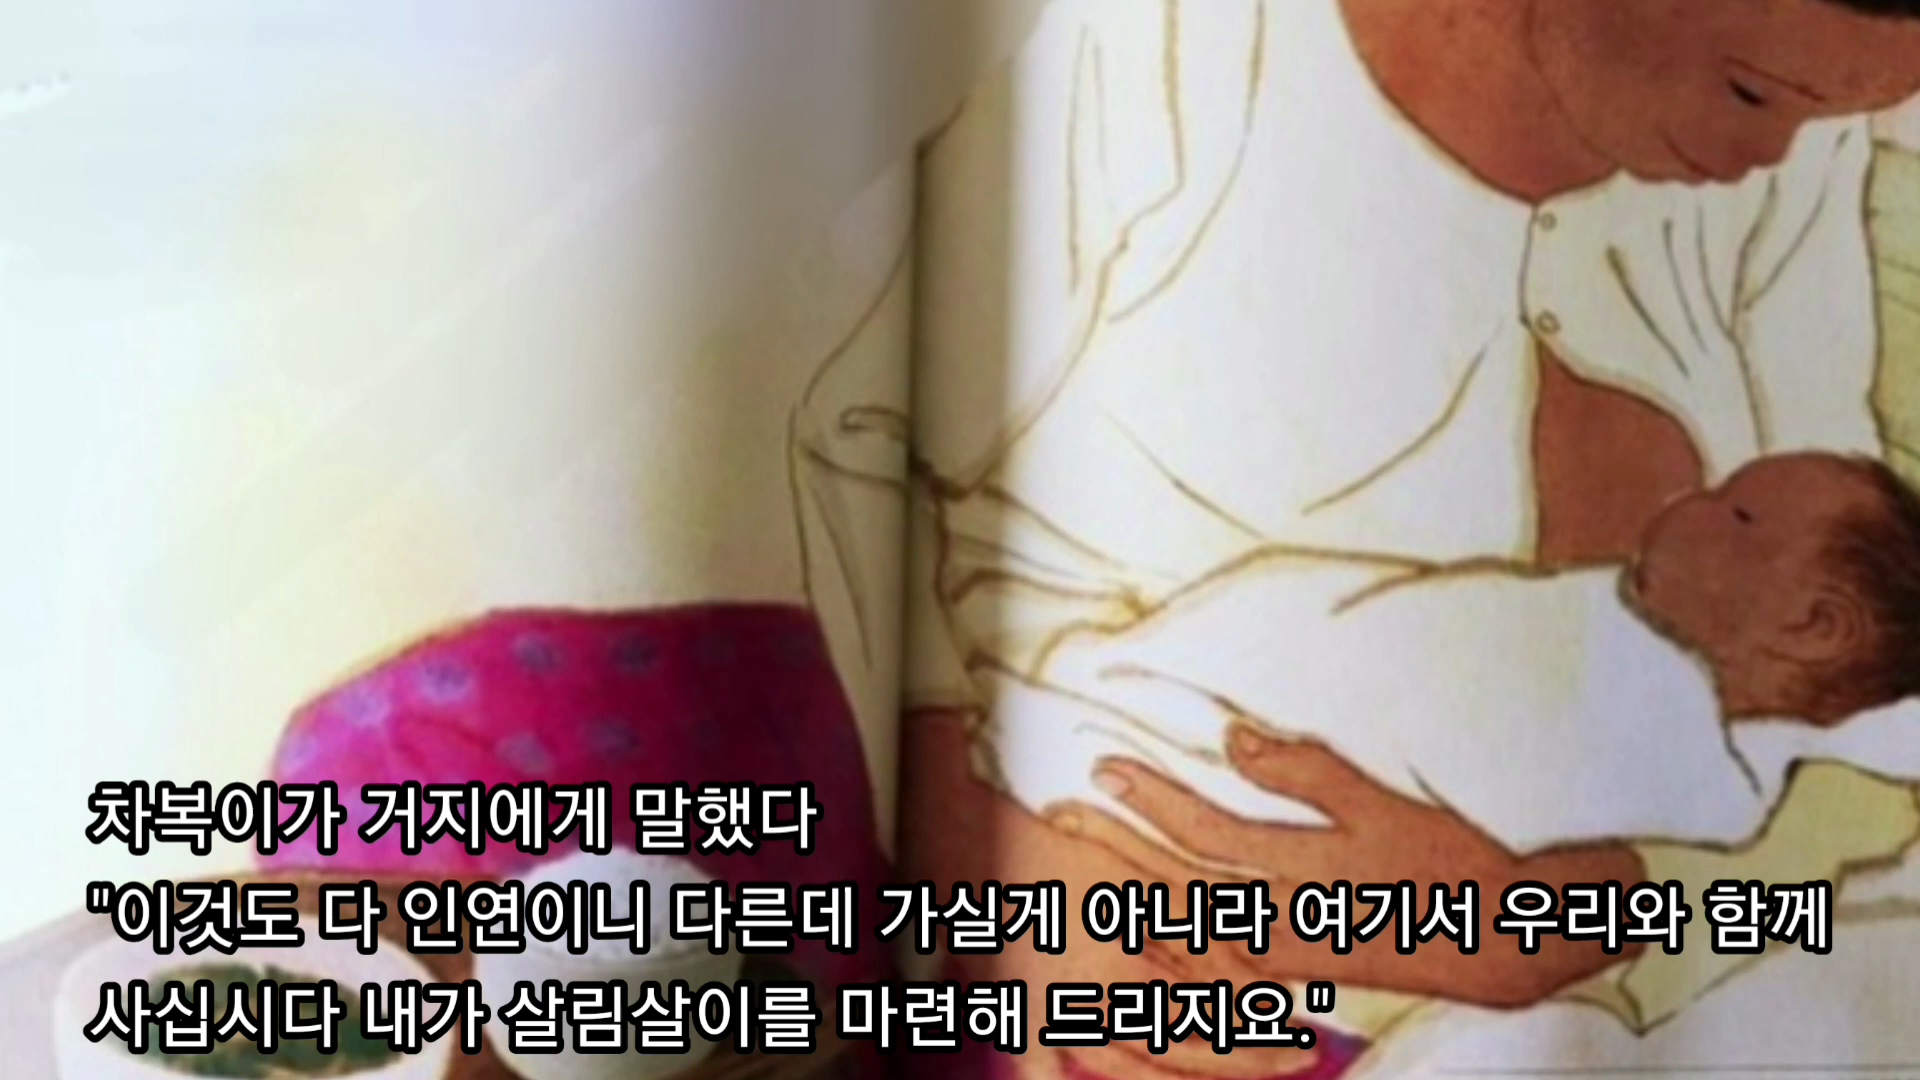 차복이가 거지에게 말했다
"이것도 다 인연이니 다른데 가실게 아니라 여기서 우리와 함께
사십시다 내가 살림살이를 마련해 드리지요."